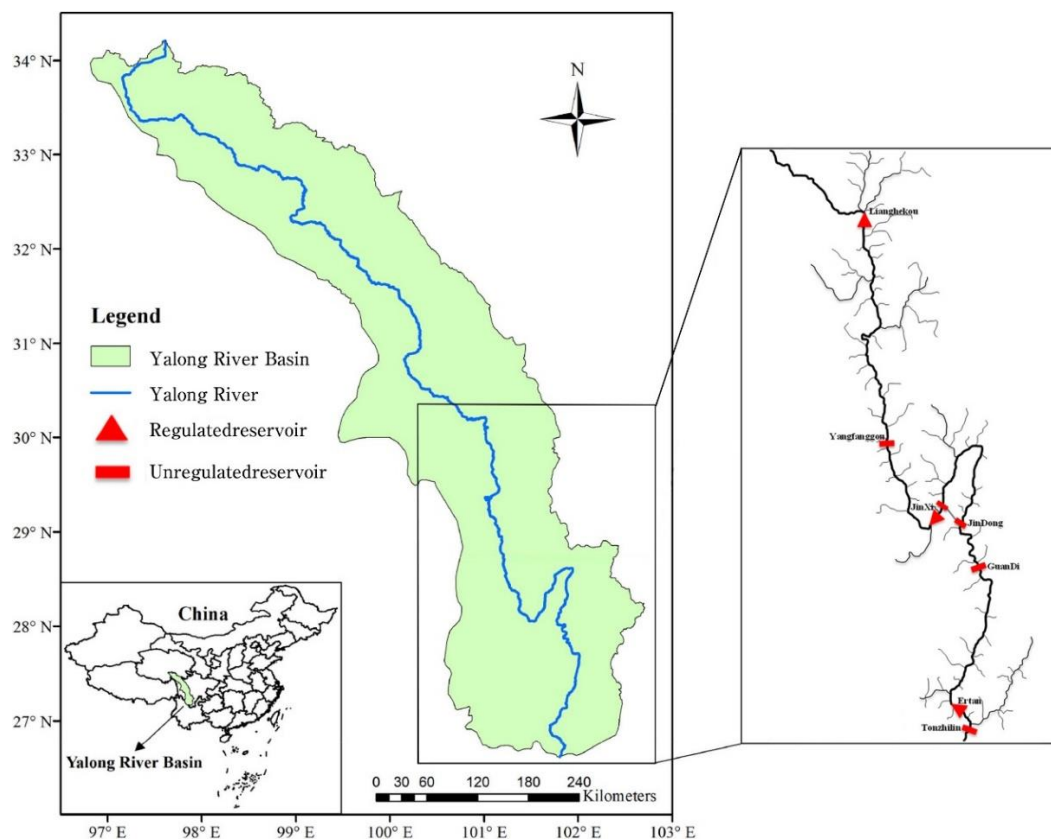 34° N
33° N
32° N
31° N
30° N
29° N
28° N
27° N
N
Legend
Yalong River Basin
Yalong River
Regulatedreservoir
Unregulatedreservoir
China
Yalong River Basin
0 30 60 120 180 240
Kilometers
97° E 98° E 99° E 100° E 101° E 102° E 103° E
Lianghekou
Yangfanggou
JinXi
JinDong
GuanDi
Ertan
Tonzhilin